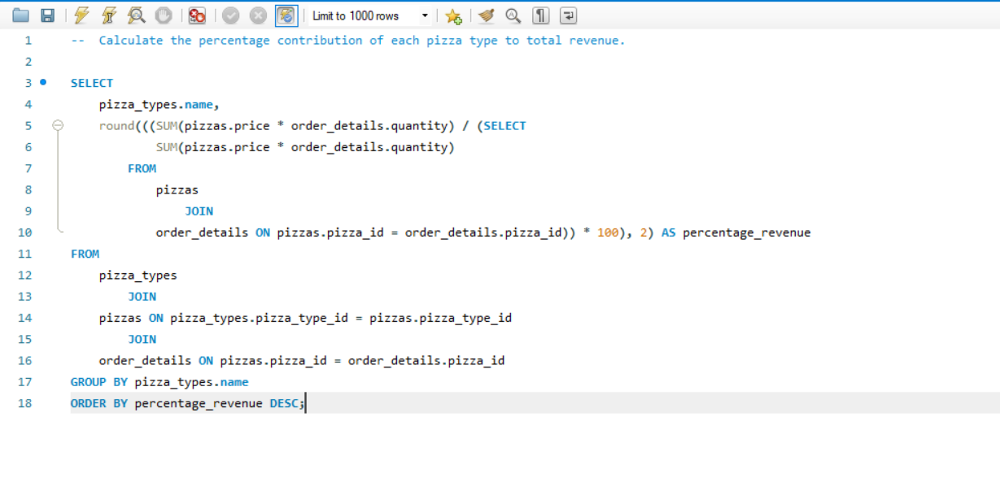 Limit to 1000 rows
1 -- Calculate the percentage contribution of each pizza type to total revenue.
2
3 SELECT
4 pizza_types.name,
5 round(((SUM(pizzas.price * order_details.quantity) / (SELECT
6 SUM(pizzas.price * order_details.quantity)
7 FROM
8 pizzas
9 JOIN
10 order_details ON pizzas.pizza_id = order_details.pizza_id)) * 100), 2) AS percentage_revenue
11 FROM
12 pizza_types
13 JOIN
14 pizzas ON pizza_types.pizza_type_id = pizzas.pizza_type_id
15 JOIN
16 order_details ON pizzas.pizza_id = order_details.pizza_id
17 GROUP BY pizza_types.name
18 ORDER BY percentage_revenue DESC;